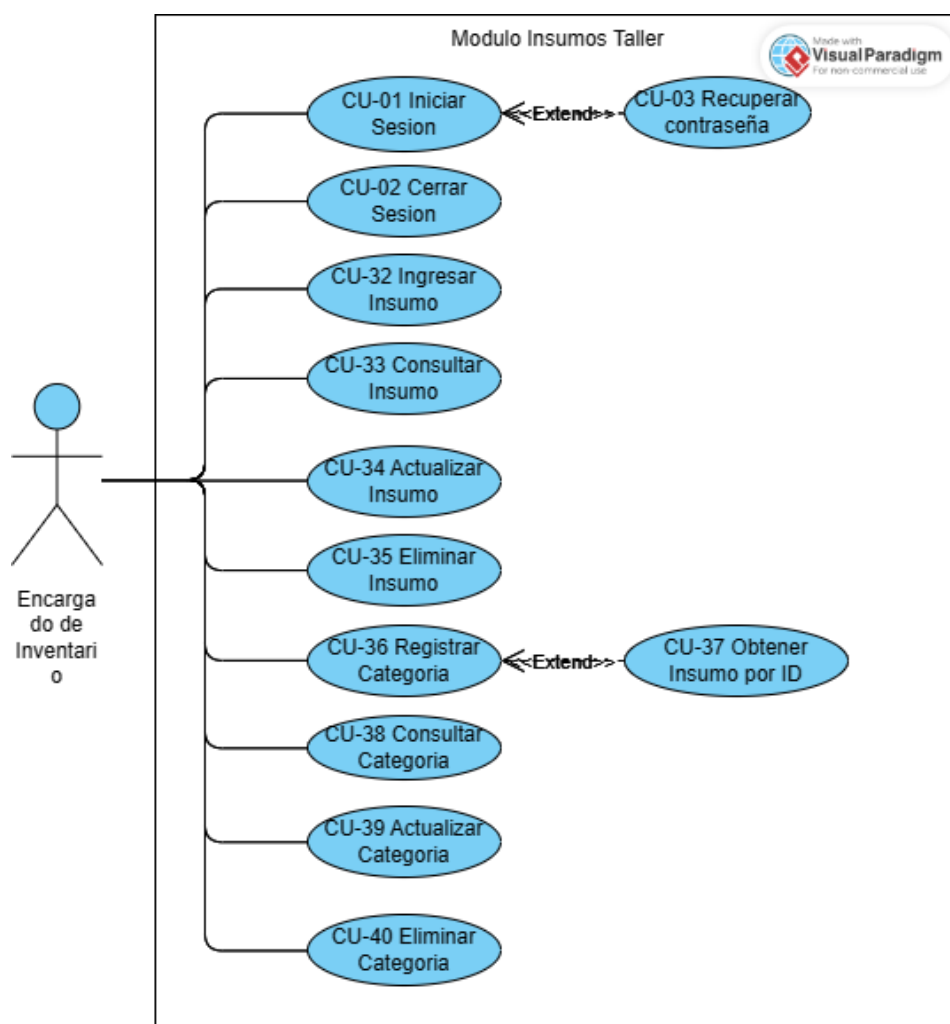 Modulo Insumos Taller
Made with
VisualParadigm
For non-commercial use
CU-01 Iniciar
Sesion
<<Extend>>
CU-03 Recuperar
contraseña
CU-02 Cerrar
Sesion
CU-32 Ingresar
Insumo
CU-33 Consultar
Insumo
CU-34 Actualizar
Insumo
CU-35 Eliminar
Insumo
Encarga
do de
Inventari
o
CU-36 Registrar
Categoria
<<Extend>>
CU-37 Obtener
Insumo por ID
CU-38 Consultar
Categoria
CU-39 Actualizar
Categoria
CU-40 Eliminar
Categoria